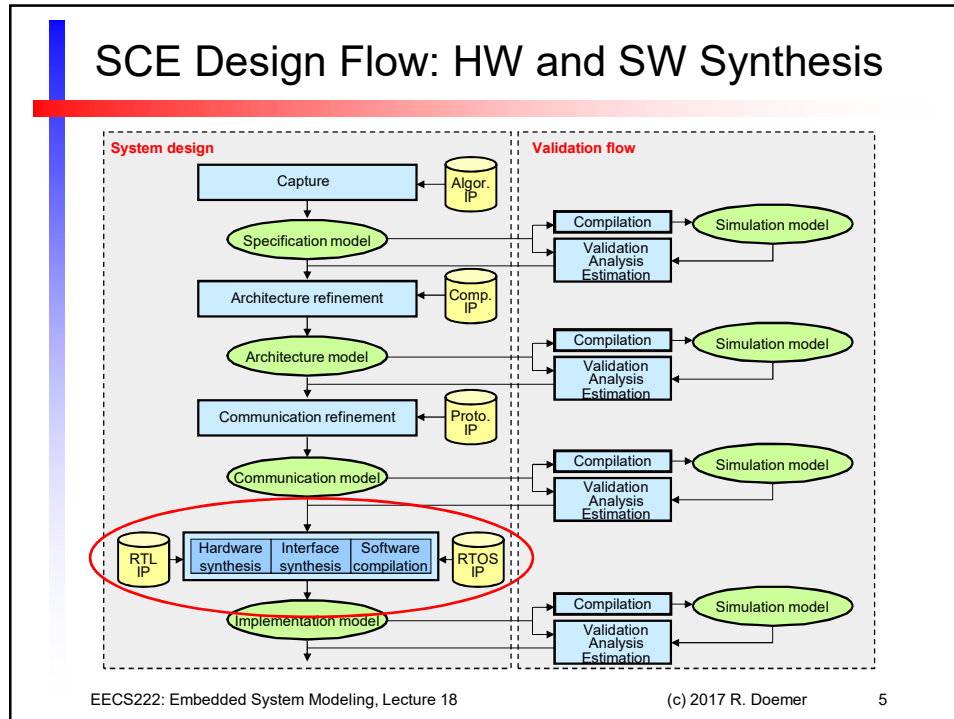 SCE Design Flow: HW and SW Synthesis
System design
Validation flow
Capture
Algor.
IP
Specification model
Compilation
Simulation model
Validation
Analysis
Estimation
Architecture refinement
Comp.
IP
Architecture model
Compilation
Simulation model
Validation
Analysis
Estimation
Communication refinement
Proto.
IP
Communication model
Compilation
Simulation model
Validation
Analysis
Estimation
RTL
IP
Hardware
synthesis
Interface
synthesis
Software
compilation
RTOS
IP
Implementation model
Compilation
Simulation model
Validation
Analysis
Estimation
EECS222: Embedded System Modeling, Lecture 18
(c) 2017 R. Doemer
5